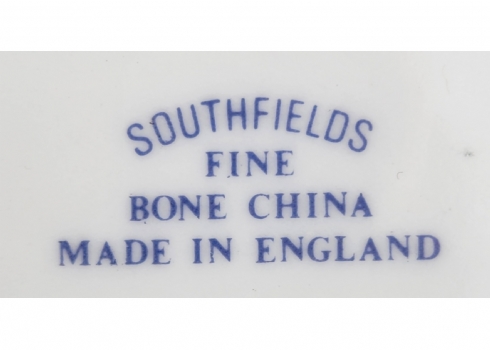 SOUTHFIELDS
FINE
BONE CHINA
MADE IN ENGLAND